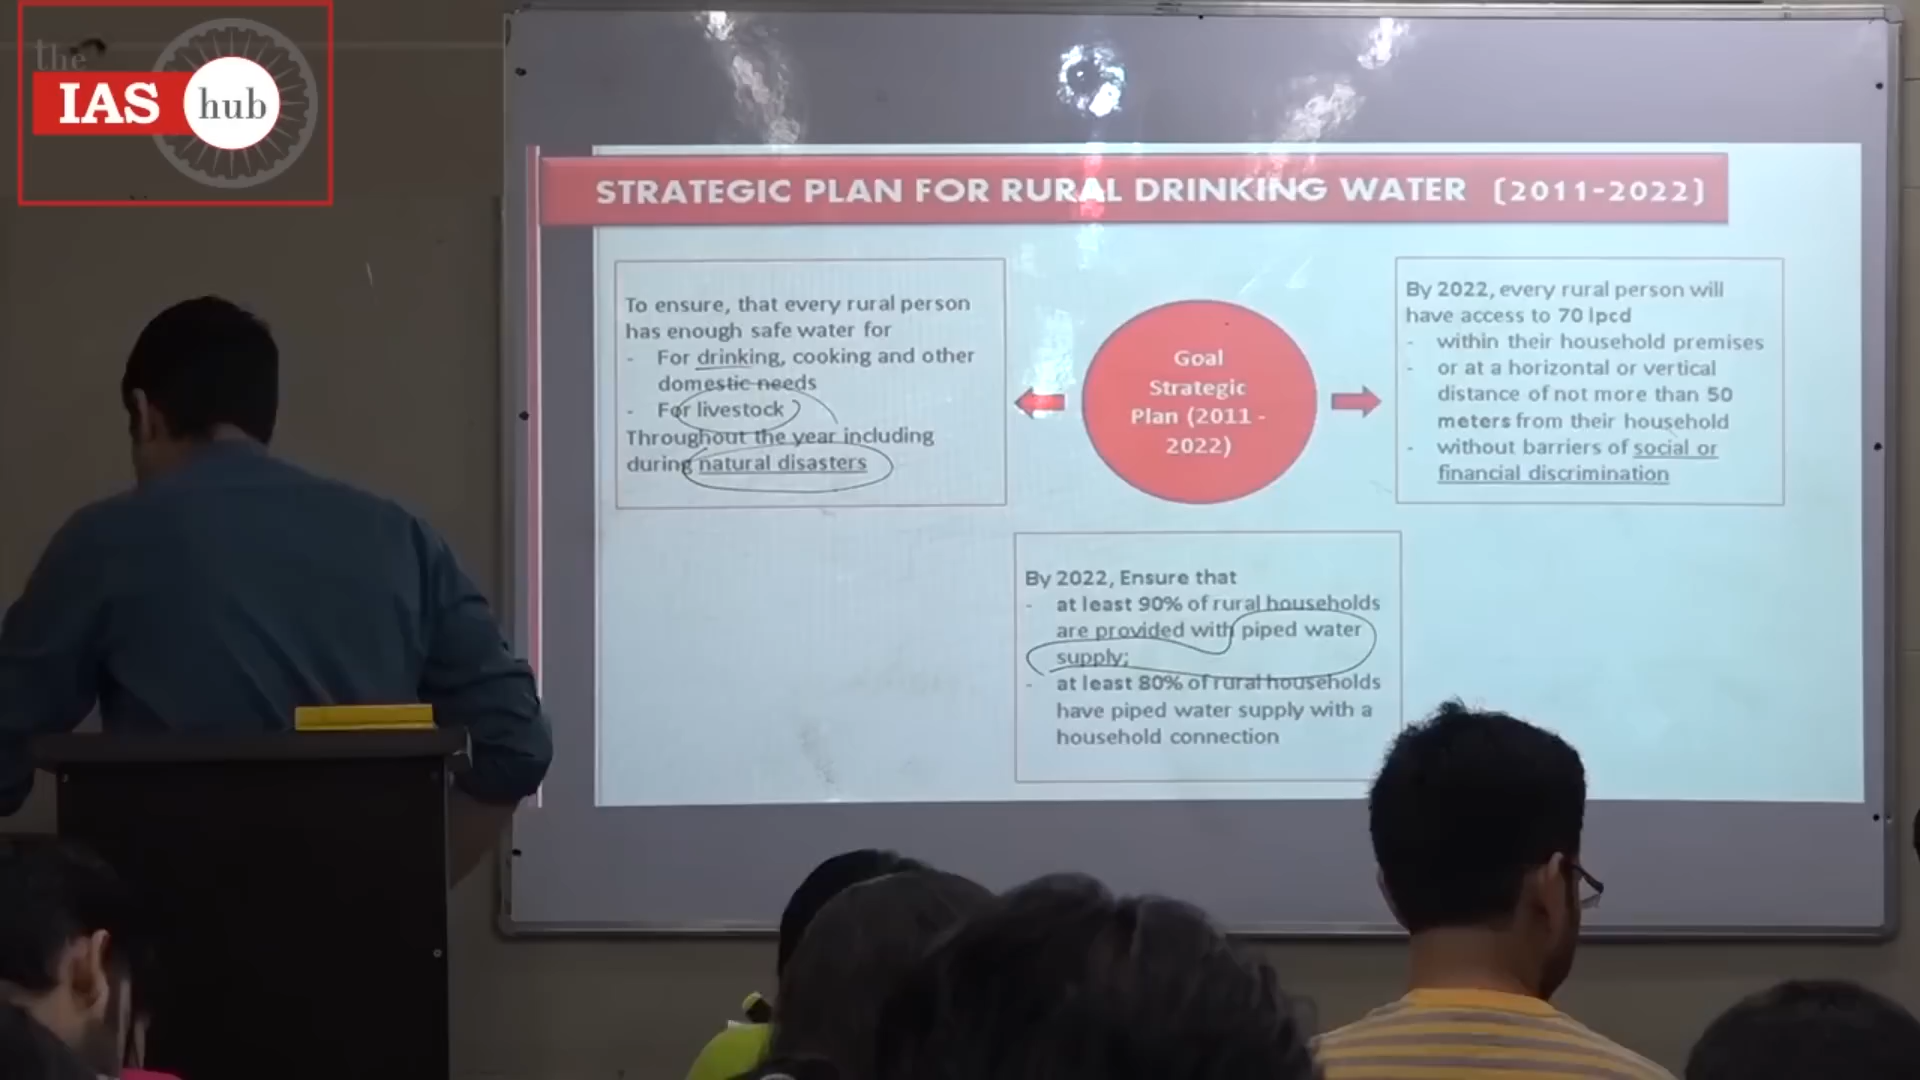 the
IAS hub
STRATEGIC PLAN FOR RURAL DRINKING WATER (2011-2022)
To ensure, that every rural person
has enough safe water for
- For drinking, cooking and other
domestic needs
- For livestock
Throughout the year including
during natural disasters
Goal
Strategic
Plan (2011 -
2022)
By 2022, every rural person will
have access to 70 lpcd
- within their household premises
- or at a horizontal or vertical
distance of not more than 50
meters from their household
- without barriers of social or
financial discrimination
By 2022, Ensure that
- at least 90% of rural households
are provided with piped water
supply;
- at least 80% of rural households
have piped water supply with a
household connection